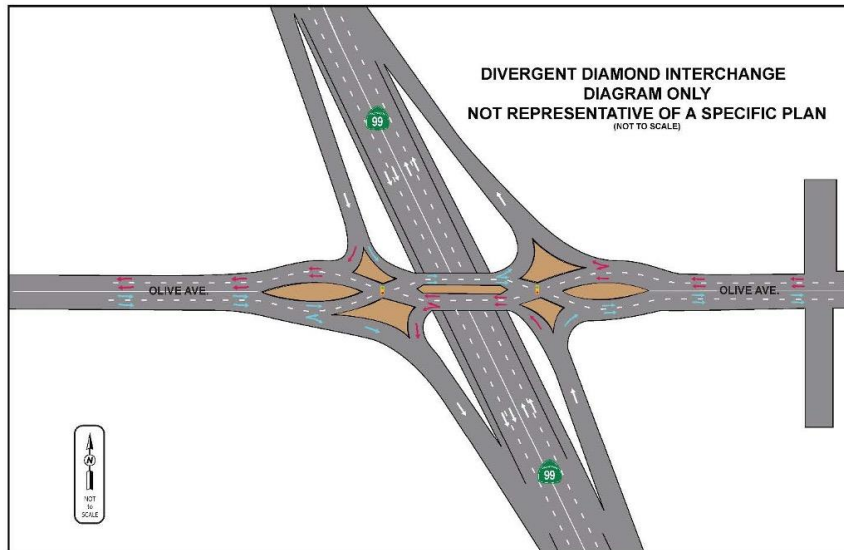 DIVERGENT DIAMOND INTERCHANGE
DIAGRAM ONLY
NOT REPRESENTATIVE OF A SPECIFIC PLAN
(NOT TO SCALE)
99
OLIVE AVE.
OLIVE AVE.
99
N
NOT
to
SCALE